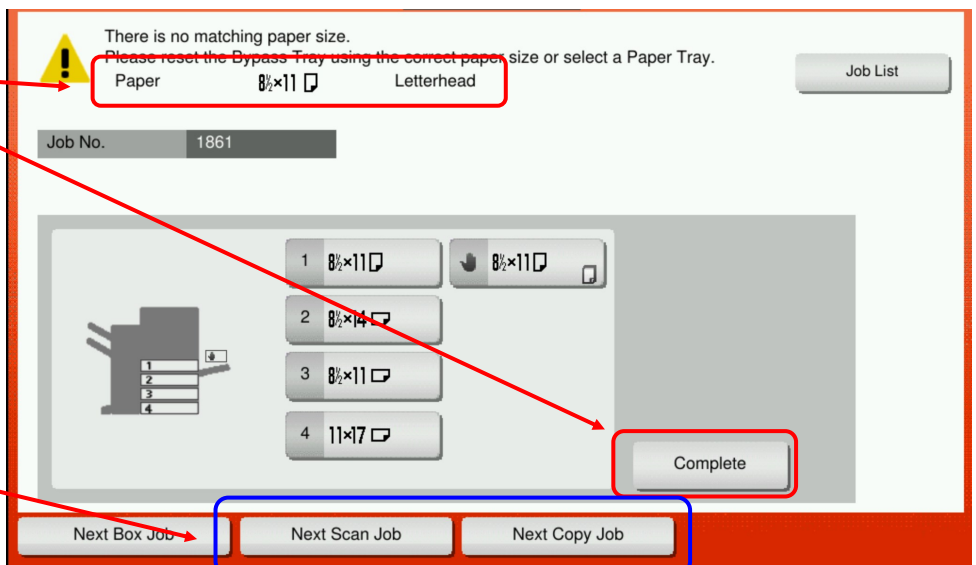 There is no matching paper size.
Please reset the Bypass Tray using the correct paper size or select a Paper Tray.
Paper 8½×11 Letterhead
Job List
Job No. 1861
1 8½×11
8½×11
2 8½×14
3 8½×11
4 11×17
1
2
3
4
Complete
Next Box Job
Next Scan Job
Next Copy Job